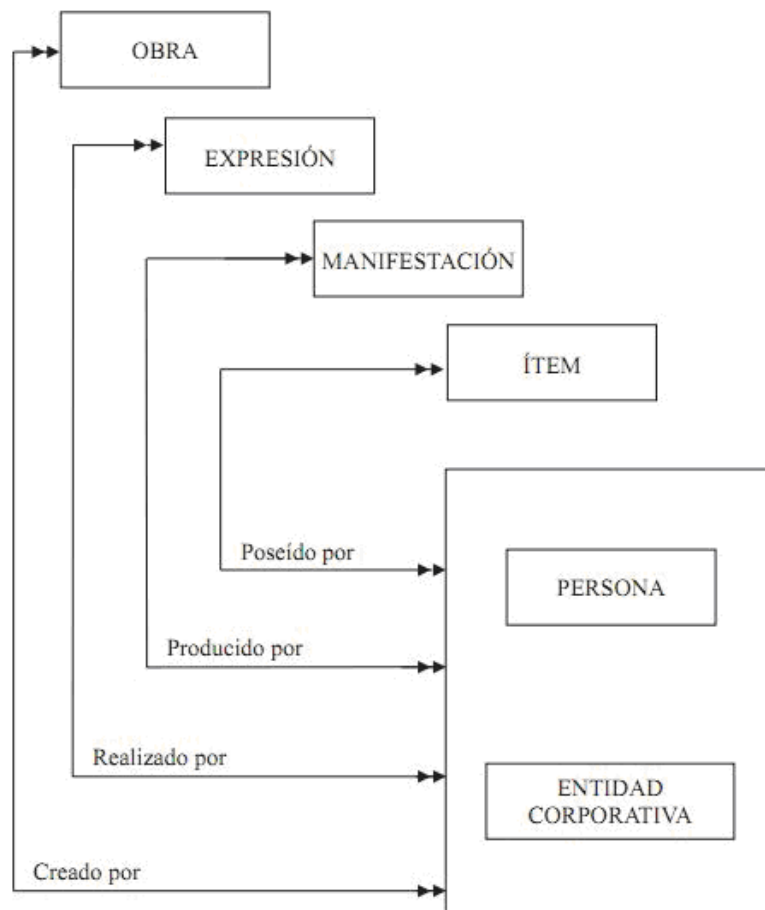 OBRA
EXPRESIÓN
MANIFESTACIÓN
ÍTEM
Poseído por
PERSONA
Producido por
Realizado por
ENTIDAD
CORPORATIVA
Creado por